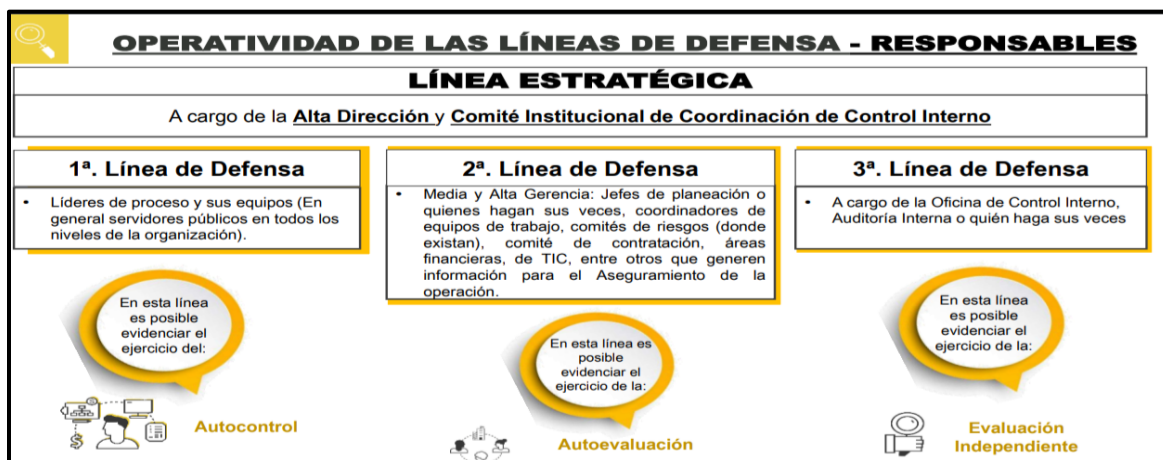 OPERATIVIDAD DE LAS LÍNEAS DE DEFENSA - RESPONSABLES
LÍNEA ESTRATÉGICA
A cargo de la Alta Dirección y Comité Institucional de Coordinación de Control Interno
1ª. Línea de Defensa
• Líderes de proceso y sus equipos (En
general servidores públicos en todos los
niveles de la organización).
En esta línea
es posible
evidenciar el
ejercicio del:
Autocontrol
2ª. Línea de Defensa
• Media y Alta Gerencia: Jefes de planeación o
quienes hagan sus veces, coordinadores de
equipos de trabajo, comités de riesgos (donde
existan), comité de contratación, áreas
financieras, de TIC, entre otros que generen
información para el Aseguramiento de la
operación.
En esta línea es
posible
evidenciar el
ejercicio de la:
Autoevaluación
3ª. Línea de Defensa
• A cargo de la Oficina de Control Interno,
Auditoría Interna o quién haga sus veces
En esta línea
es posible
evidenciar el
ejercicio de la:
Evaluación
Independiente